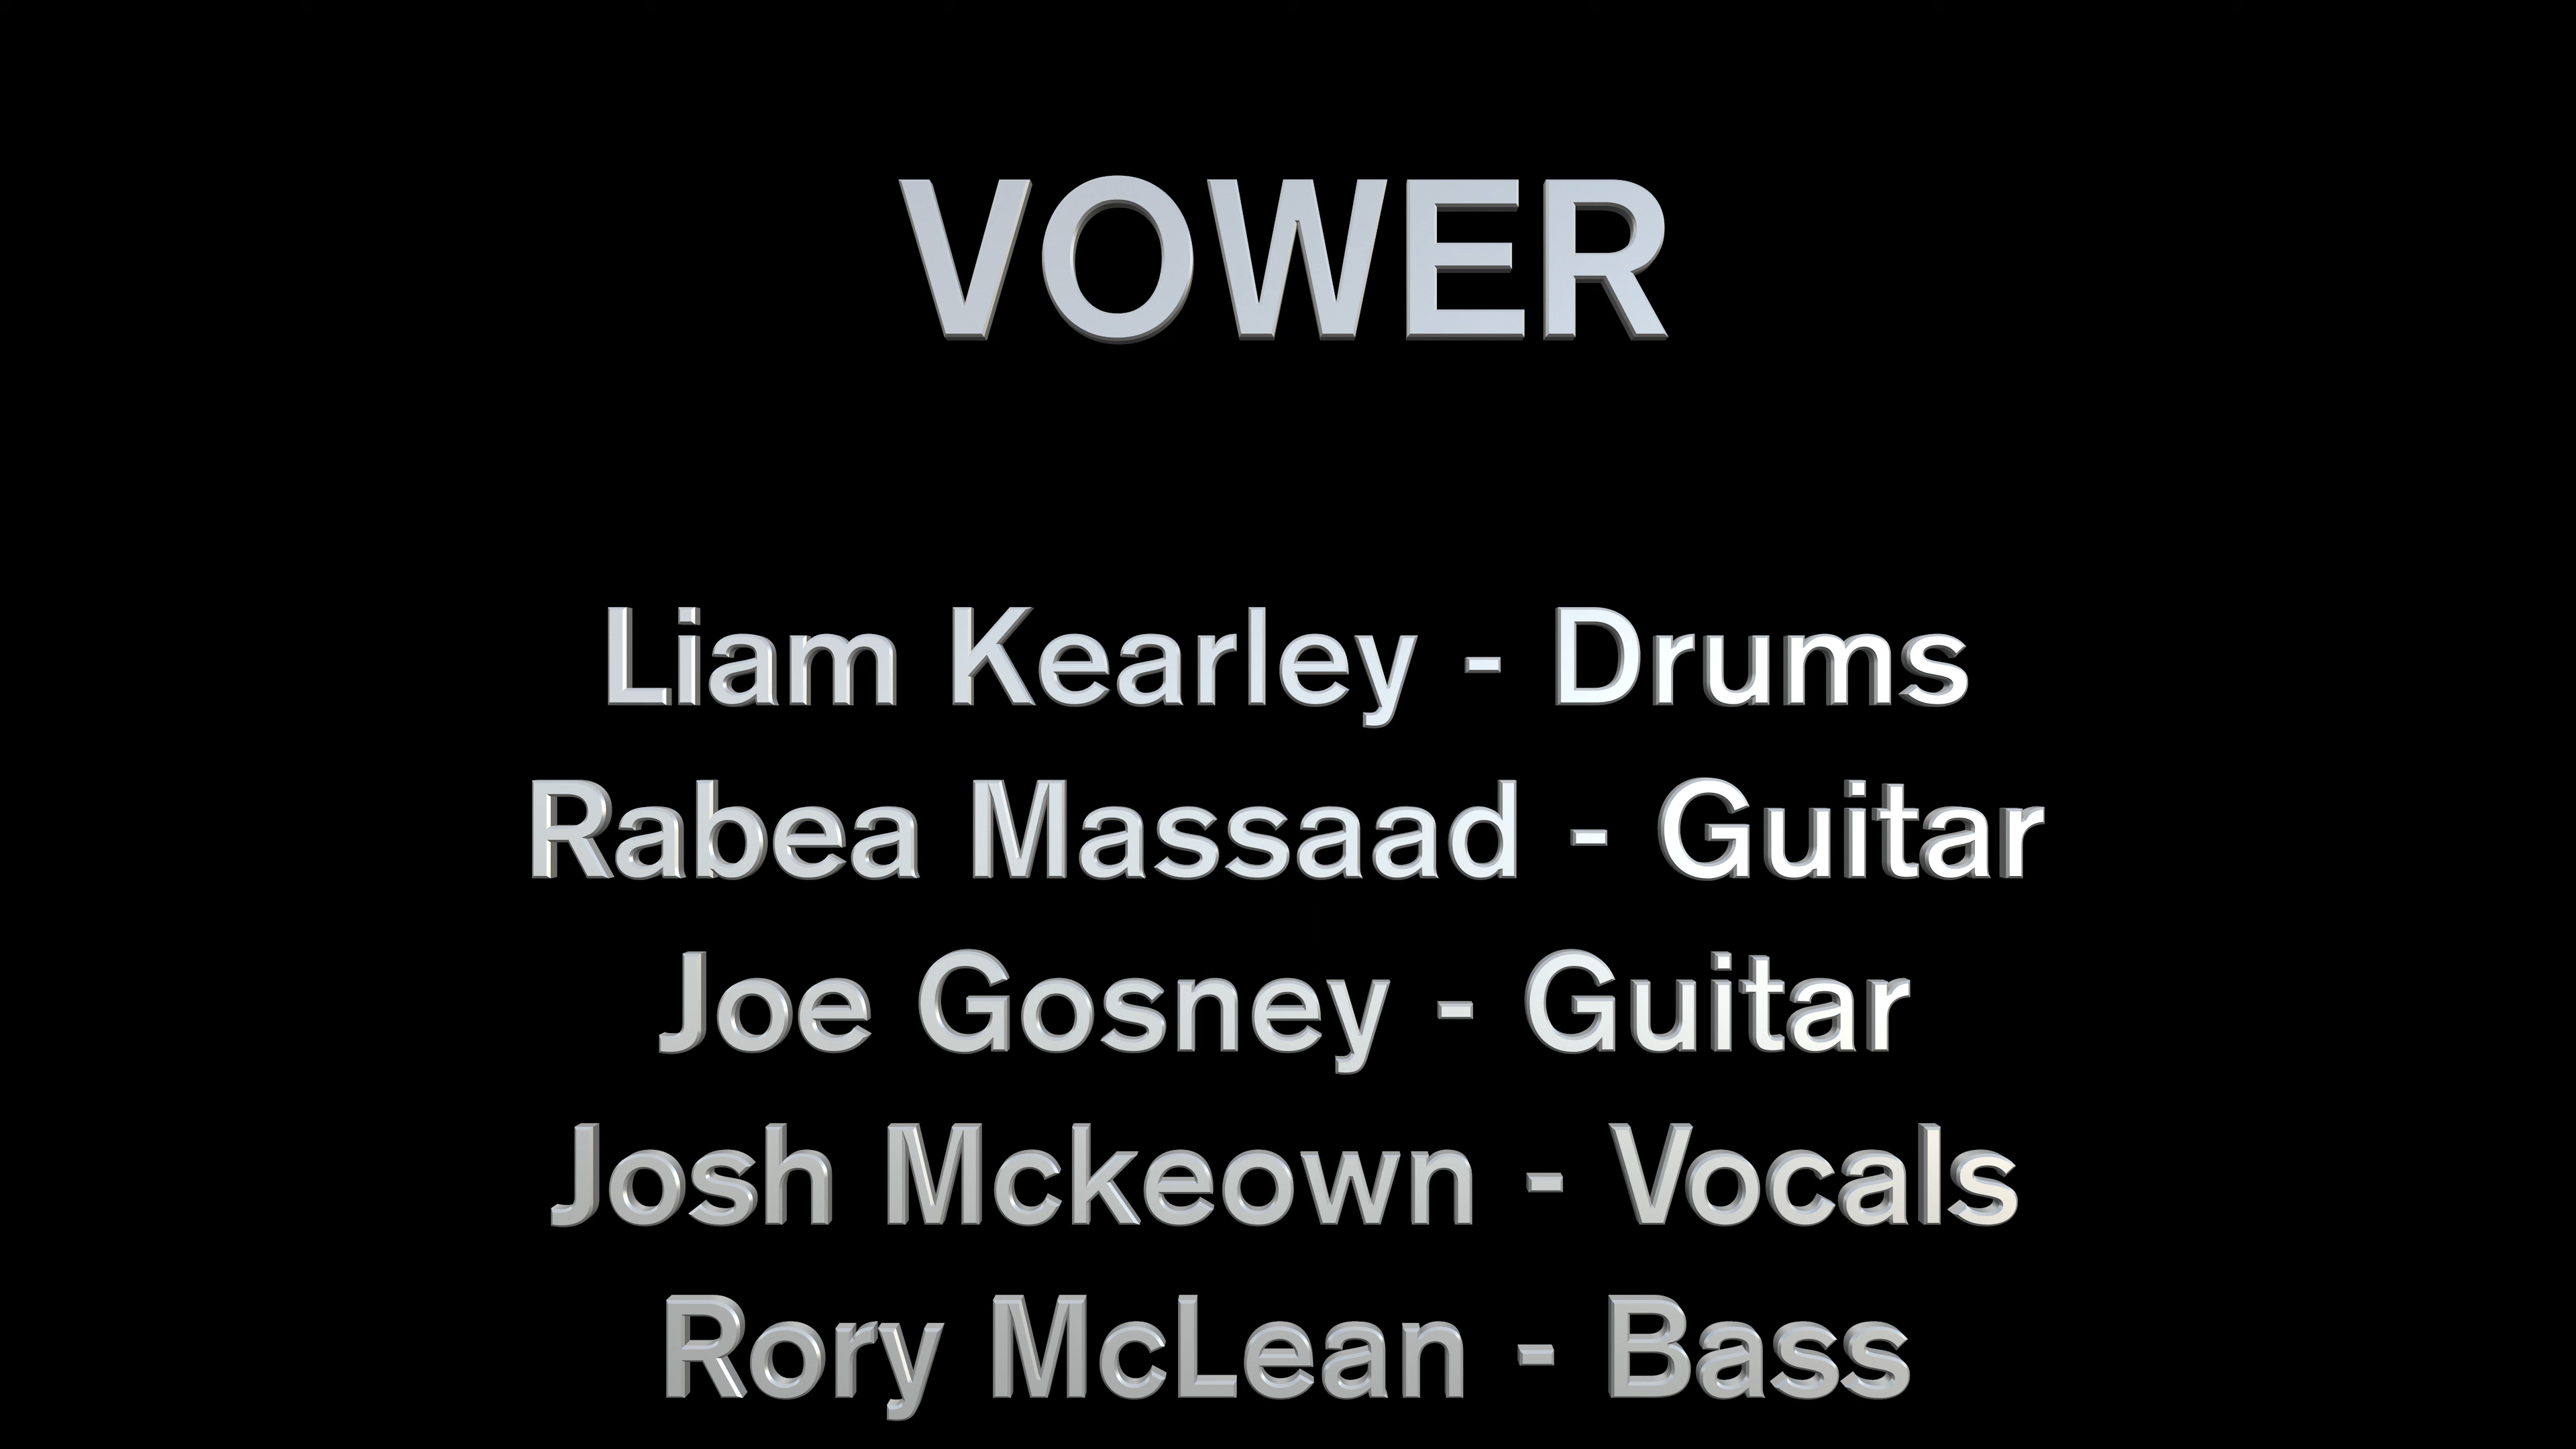 VOWER
Liam Kearley - Drums
Rabea Massaad - Guitar
Joe Gosney - Guitar
Josh Mckeown - Vocals
Rory McLean - Bass